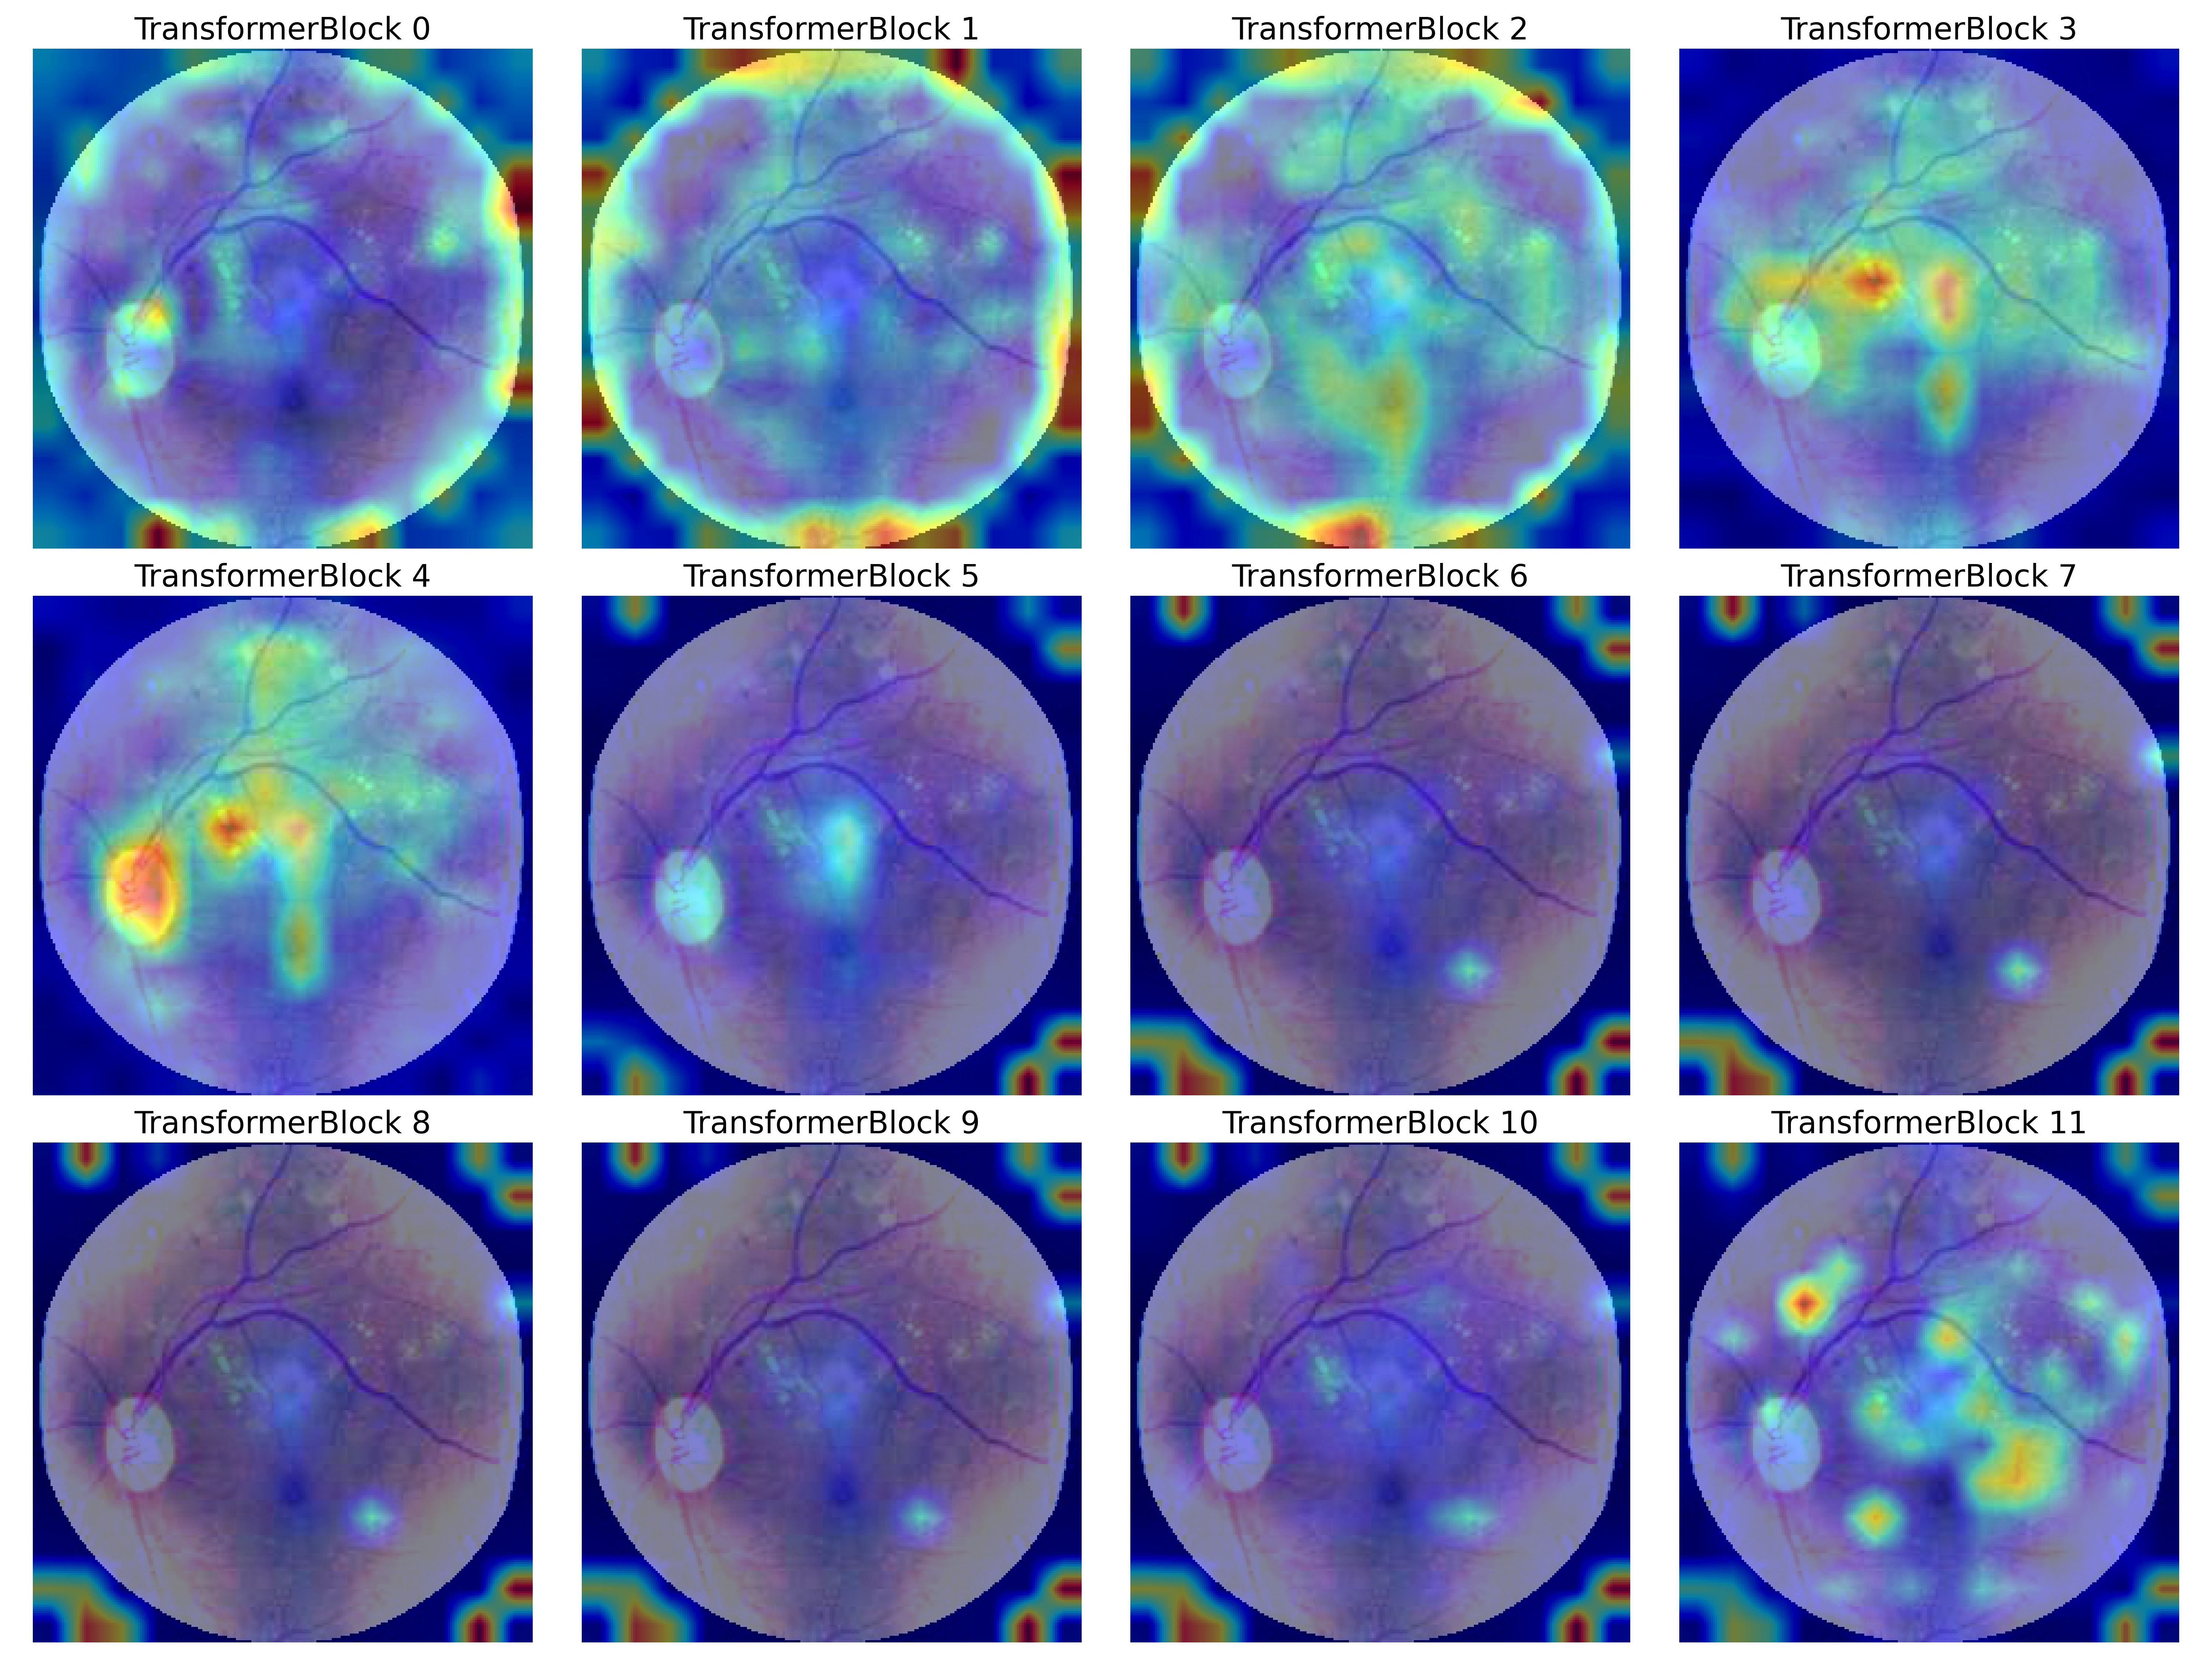 TransformerBlock 0
TransformerBlock 1
TransformerBlock 2
TransformerBlock 3
TransformerBlock 4
TransformerBlock 5
TransformerBlock 6
TransformerBlock 7
TransformerBlock 8
TransformerBlock 9
TransformerBlock 10
TransformerBlock 11